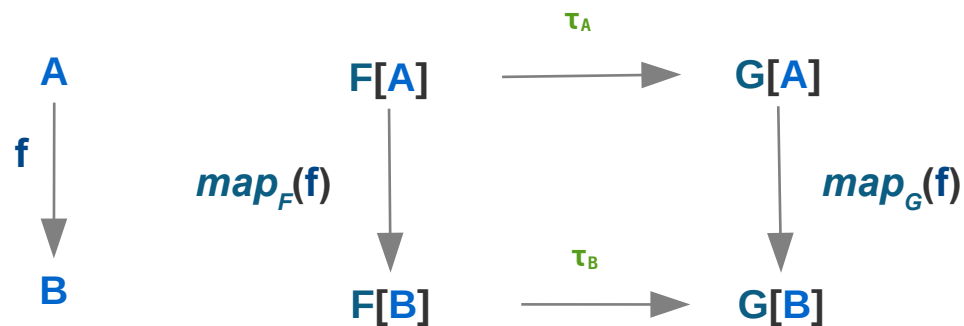 τA
A F[A] G[A]
f
mapF(f) mapG(f)
τB
B F[B] G[B]